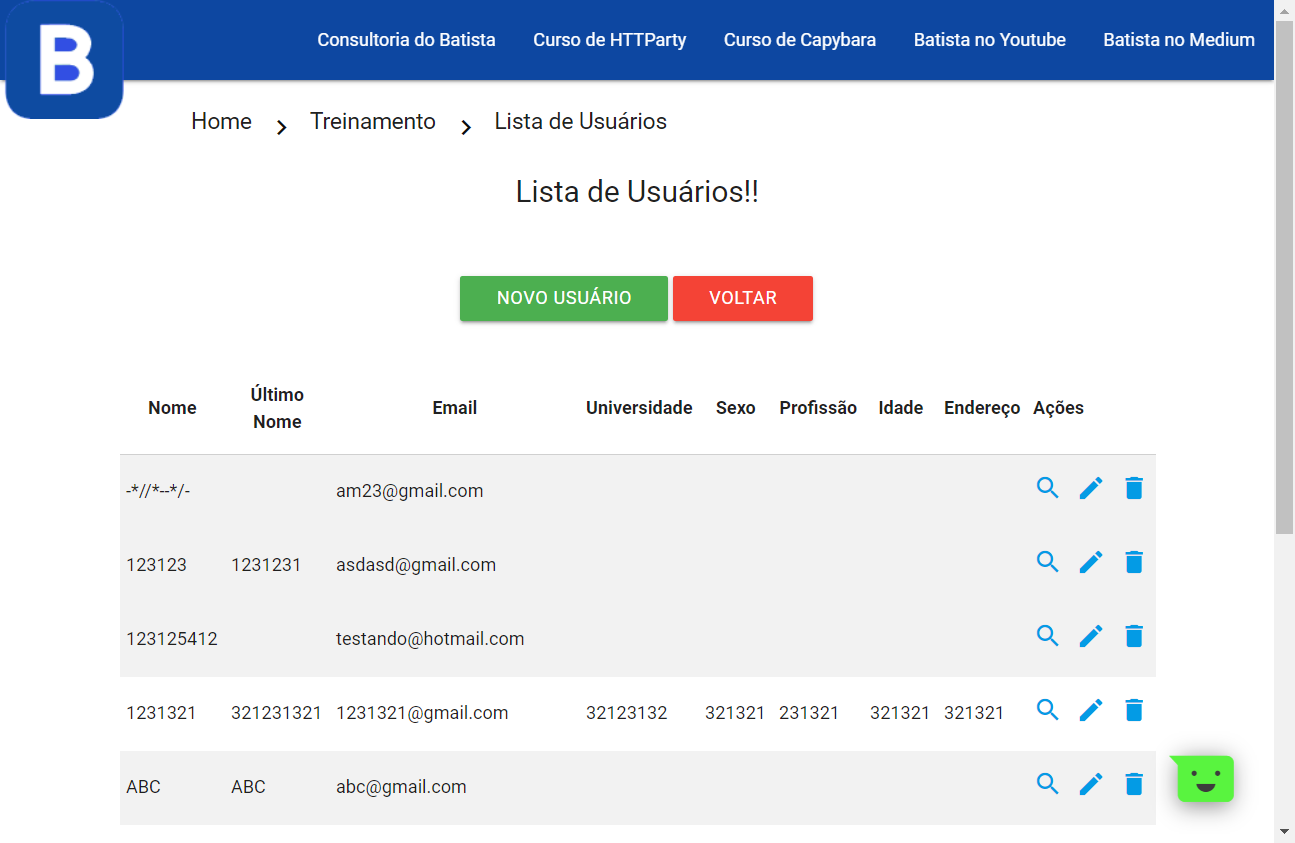 B
Consultoria do Batista Curso de HTTParty Curso de Capybara Batista no Youtube Batista no Medium
Home Treinamento Lista de Usuários
Lista de Usuários!!
NOVO USUÁRIO VOLTAR
Nome Último Nome Email Universidade Sexo Profissão Idade Endereço Ações
-*//*--*/- am23@gmail.com
123123 1231231 asdasd@gmail.com
123125412 testando@hotmail.com
1231321 321231321 1231321@gmail.com 32123132 321321 231321 321321 321321
ABC ABC abc@gmail.com